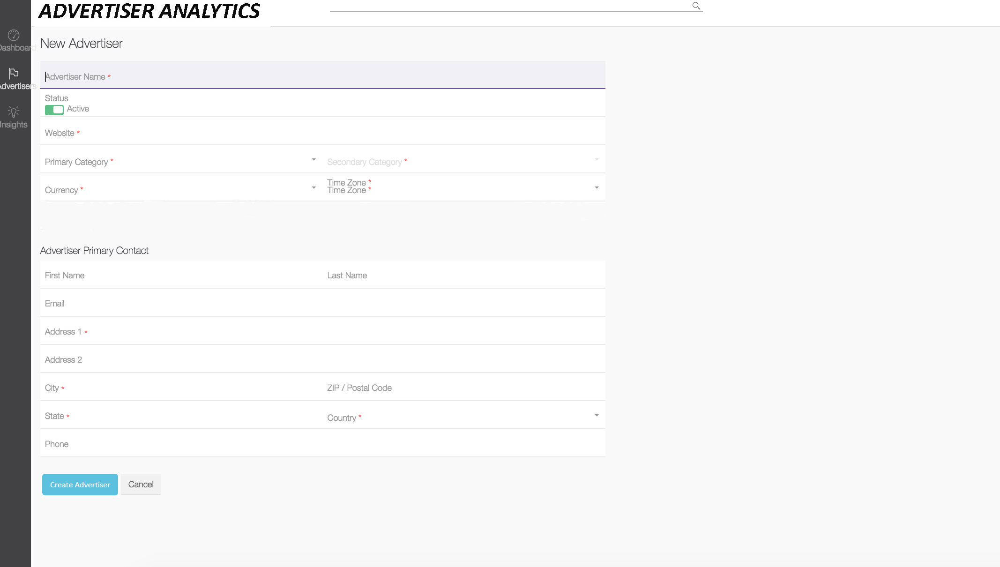 ADVERTISER ANALYTICS
Dashboard
Advertisers
Insights
New Advertiser
Advertiser Name *
Status
Active
Website *
Primary Category *
Secondary Category *
Currency *
Time Zone *
Time Zone *
Advertiser Primary Contact
First Name
Last Name
Email
Address 1 *
Address 2
City *
ZIP / Postal Code
State *
Country *
Phone
Create Advertiser
Cancel